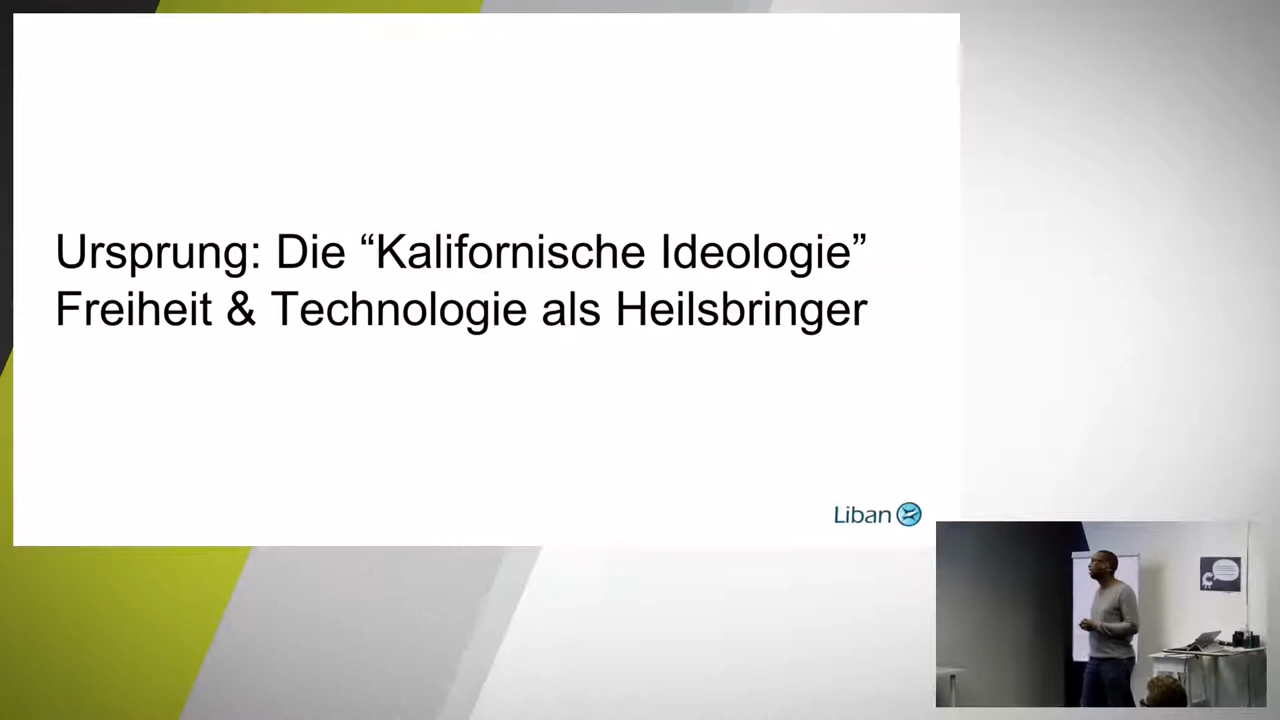 Ursprung: Die “Kalifornische Ideologie”
Freiheit & Technologie als Heilsbringer
Liban